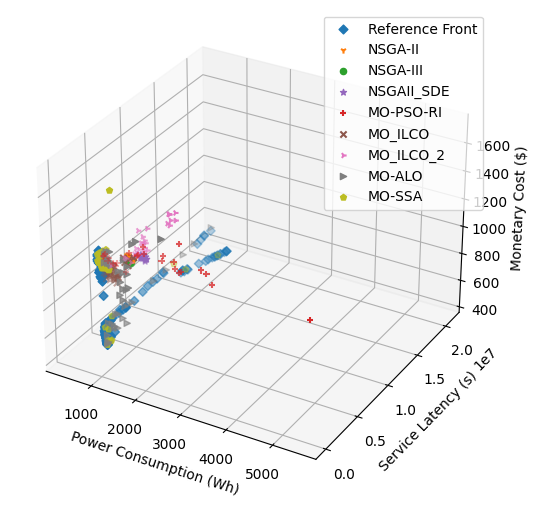 Reference Front
NSGA-II
NSGA-III
NSGAII_SDE
MO-PSO-RI
MO_ILCO
MO_ILCO_2
MO-ALO
MO-SSA
1600
1400
1200
1000
800
600
400
Monetary Cost ($)
1e7
2.0
1.5
1.0
0.5
0.0
Service Latency (s)
1000
2000
3000
4000
5000
Power Consumption (Wh)